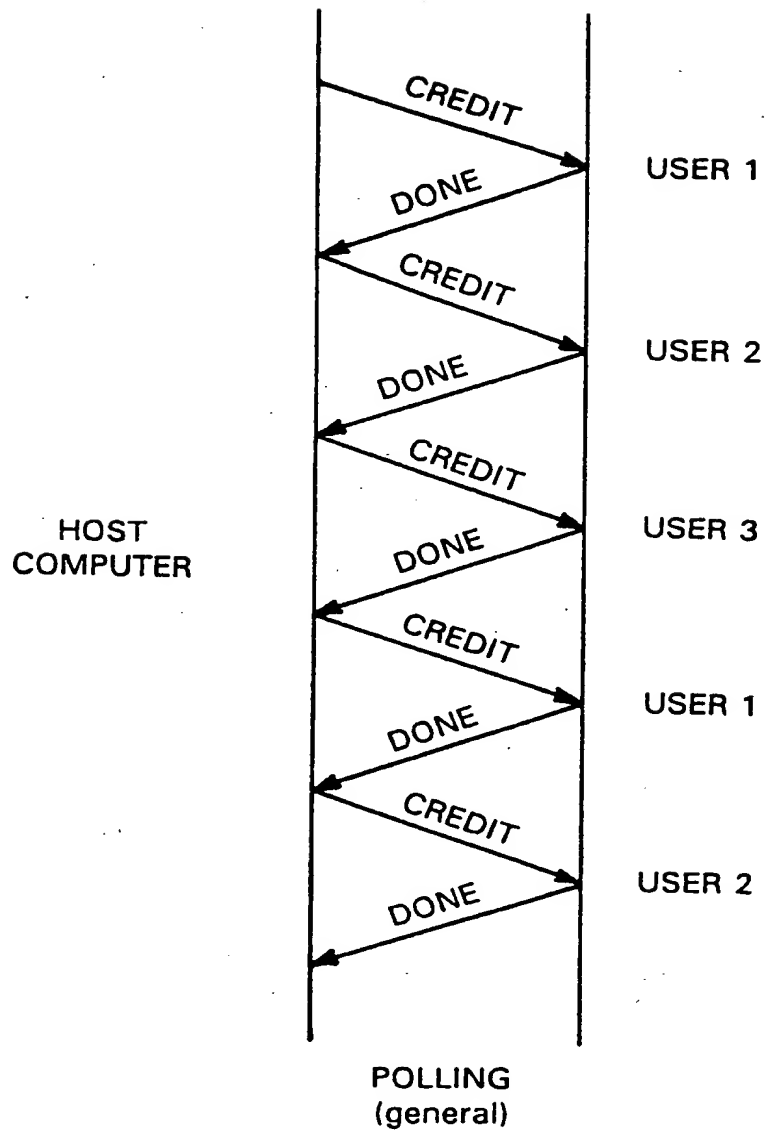 CREDIT
USER 1
DONE
CREDIT
USER 2
DONE
CREDIT
HOST
COMPUTER
USER 3
DONE
CREDIT
USER 1
DONE
CREDIT
USER 2
DONE
POLLING
(general)